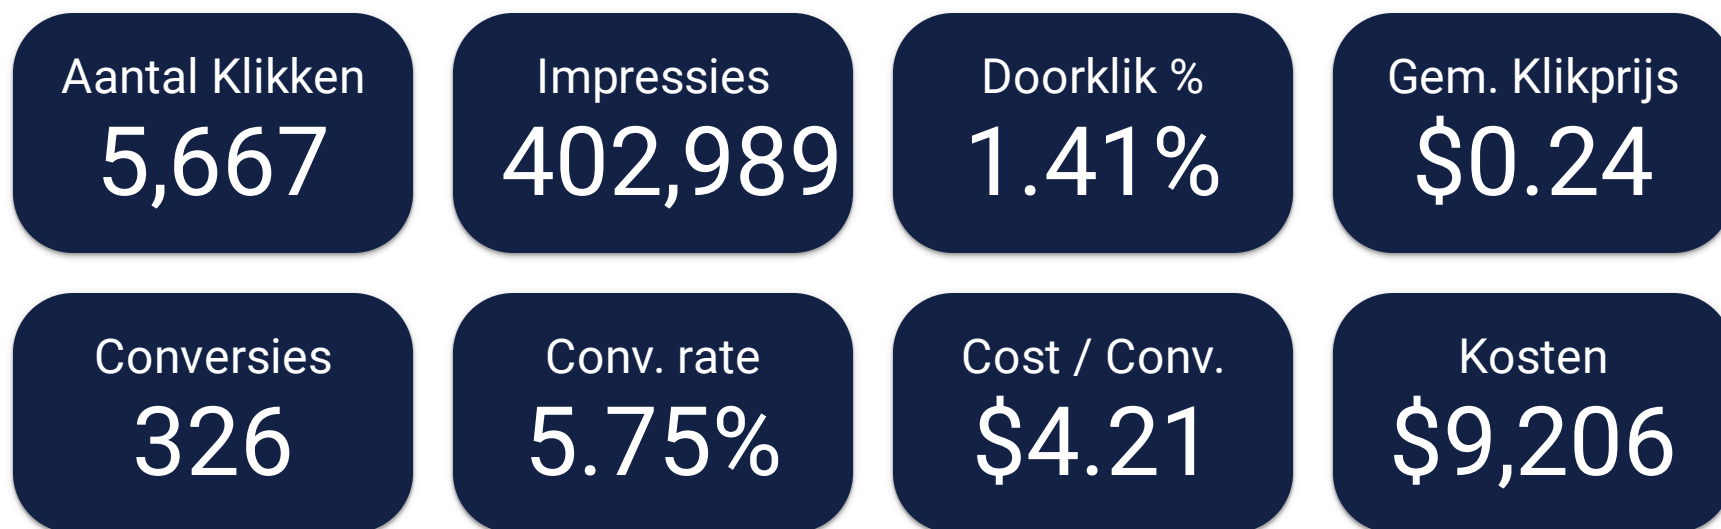 Aantal Klikken
5,667
Impressies
402,989
Doorklik %
1.41%
Gem. Klikprijs
$0.24
Conversies
326
Conv. rate
5.75%
Cost / Conv.
$4.21
Kosten
$9,206